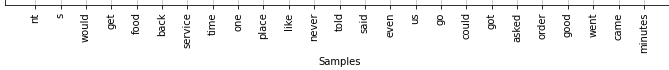 nt s would get food back service time one place like never told said even us go could got asked order good went came minutes
Samples